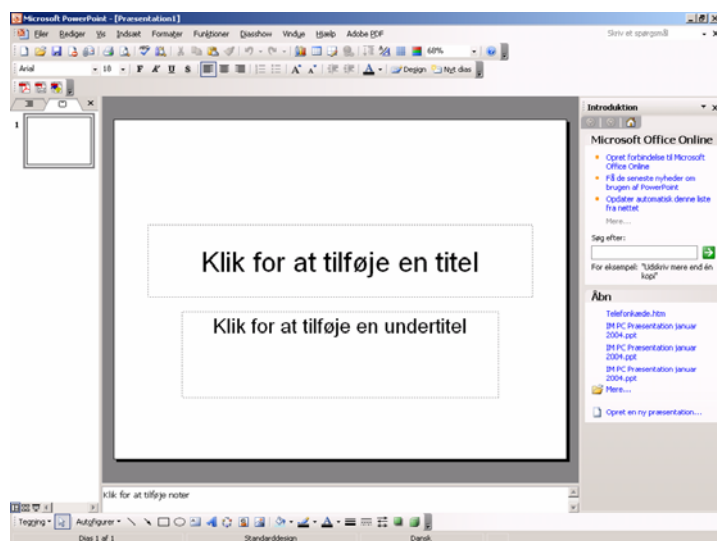 Microsoft PowerPoint - [Præsentation1]
Filer Rediger Vis Indsæt Formater Funktioner Diasshow Vindue Hjælp Adobe PDF Skriv et spørgsmål
68%
Arial 18 F K U S Design Nyt dias
1
Klik for at tilføje en titel
Klik for at tilføje en undertitel
Klik for at tilføje noter
Introduktion
Microsoft Office Online
Opret forbindelse til Microsoft
Office Online
Få de seneste nyheder om
brugen af PowerPoint
Opdater automatisk denne liste
fra nettet
Mere...
Søg efter:
For eksempel: "Udskriv mere end én
kopi"
Åbn
Telefonkæde.htm
IM PC Præsentation januar
2004.ppt
IM PC Præsentation januar
2004.ppt
IM PC Præsentation januar
2004.ppt
Mere...
Opret en ny præsentation...
Tegning Autofigurer
Dias 1 af 1 Standarddesign Dansk